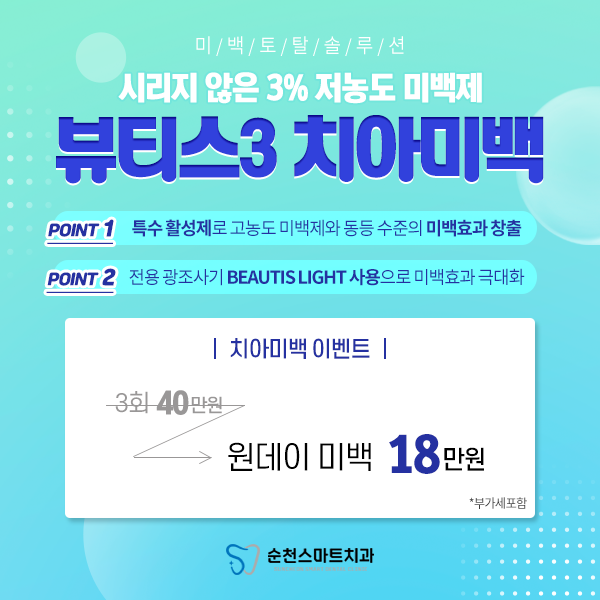 미/백/토/탈/솔/루/션
시리지 않은 3% 저농도 미백제
뷰티스3 치아미백
POINT 1 특수 활성제로 고농도 미백제와 동등 수준의 미백효과 창출
POINT 2 전용 광조사기 BEAUTIS LIGHT 사용으로 미백효과 극대화
| 치아미백 이벤트 |
3회 40만원
원데이 미백 18만원
*부가세포함
순천스마트치과